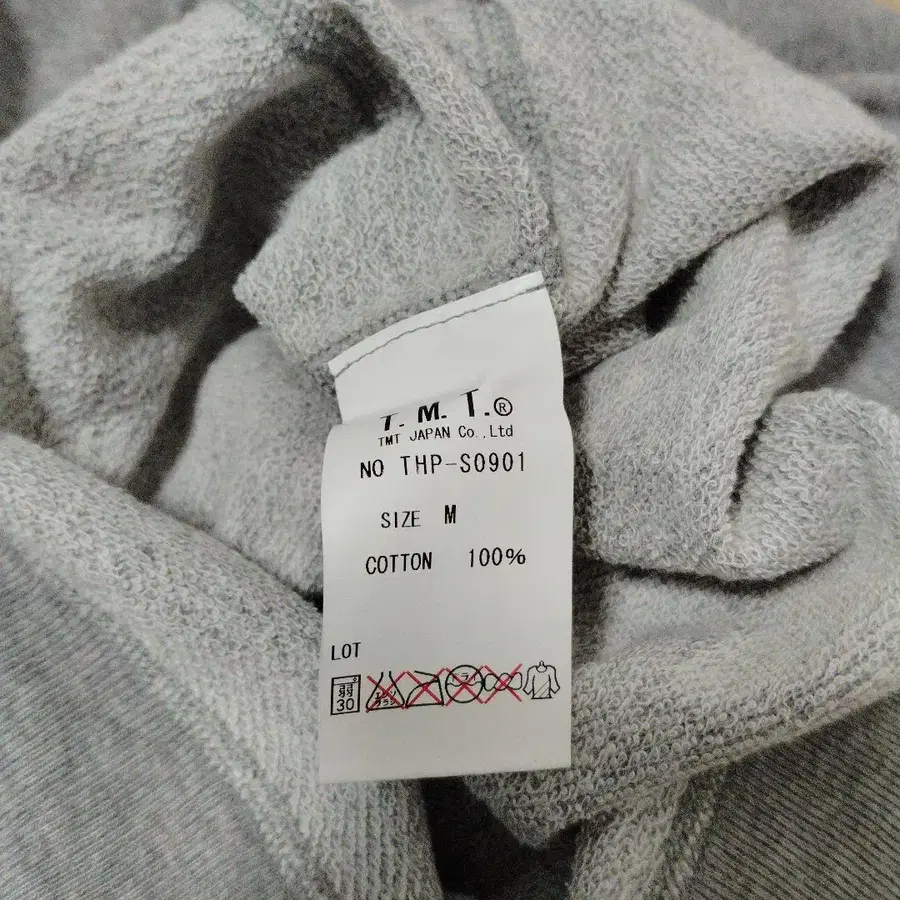 T. M. T.®
TMT JAPAN Co.,Ltd
NO THP-S0901
SIZE M
COTTON 100%
LOT
30